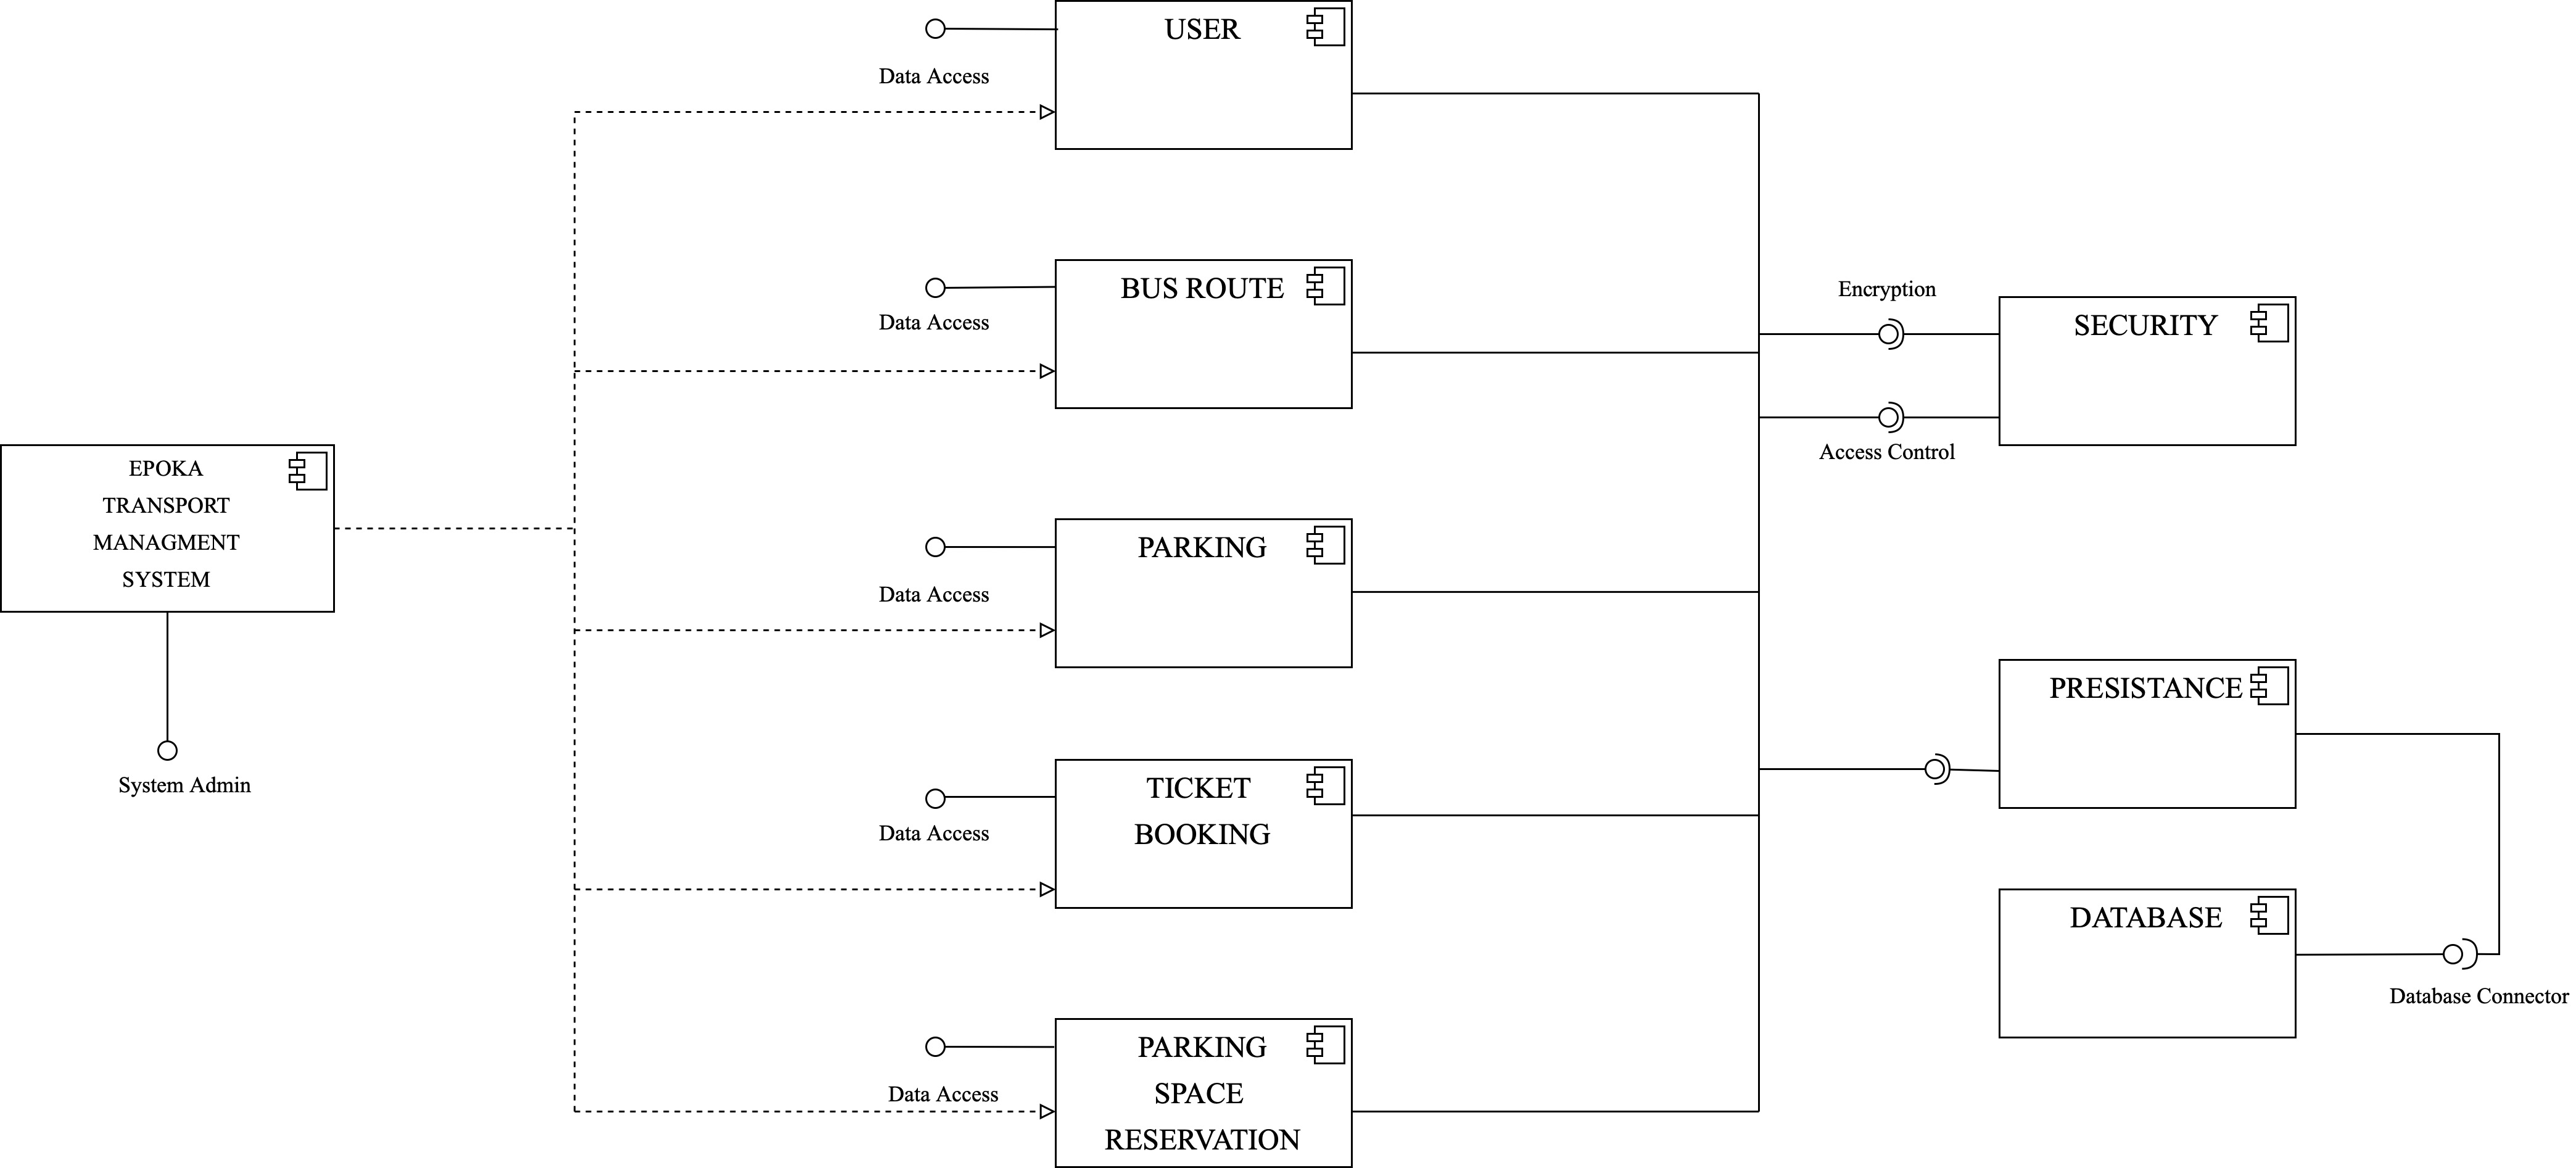 USER
Data Access
BUS ROUTE
Data Access
Encryption
SECURITY
Access Control
EPOKA
TRANSPORT
MANAGMENT
SYSTEM
System Admin
PARKING
Data Access
PRESISTANCE
TICKET
BOOKING
Data Access
DATABASE
Database Connector
PARKING
SPACE
RESERVATION
Data Access